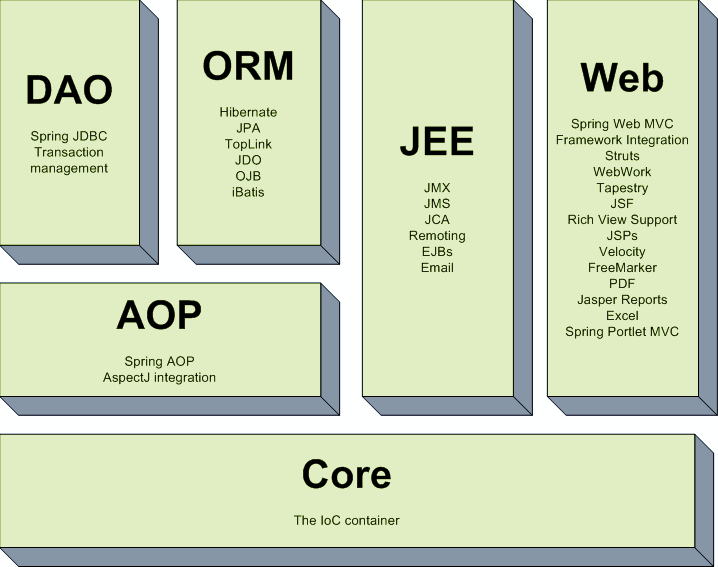 DAO
Spring JDBC
Transaction
management
ORM
Hibernate
JPA
TopLink
JDO
OJB
iBatis
JEE
JMX
JMS
JCA
Remoting
EJBs
Email
Web
Spring Web MVC
Framework Integration
Struts
WebWork
Tapestry
JSF
Rich View Support
JSPs
Velocity
FreeMarker
PDF
Jasper Reports
Excel
Spring Portlet MVC
AOP
Spring AOP
AspectJ integration
Core
The IoC container